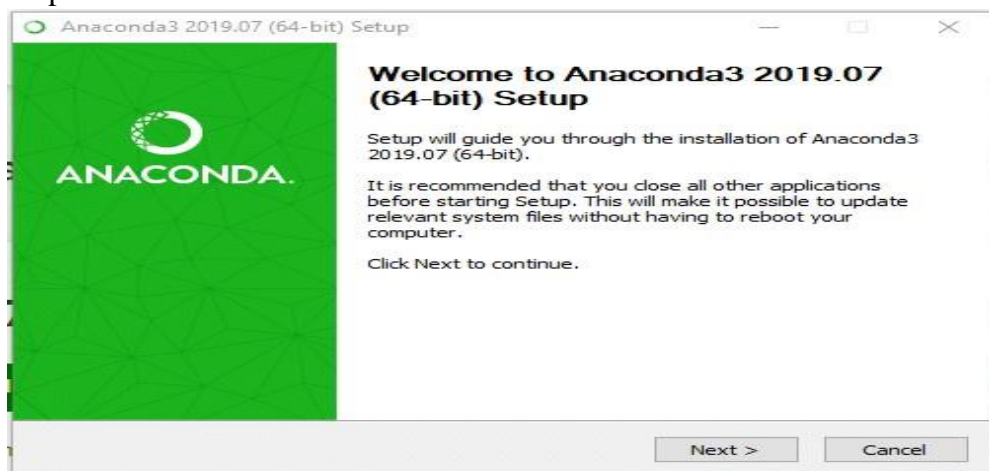 Anaconda3 2019.07 (64-bit) Setup
Welcome to Anaconda3 2019.07
(64-bit) Setup
Setup will guide you through the installation of Anaconda3
2019.07 (64-bit).
It is recommended that you close all other applications
before starting Setup. This will make it possible to update
relevant system files without having to reboot your
computer.
Click Next to continue.
ANACONDA.
Next >
Cancel